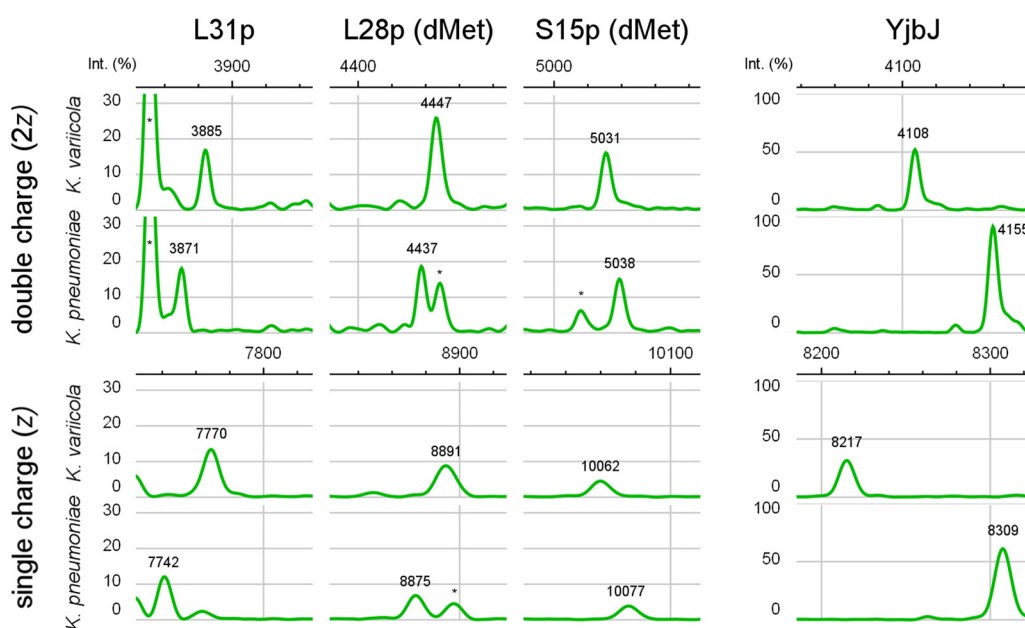 L31p L28p (dMet) S15p (dMet) YjbJ
Int. (%) 3900 4400 5000 Int. (%) 4100
double charge (2z)
K. variicola
30 20 10 0
* 3885 4447 5031
100 50 0
4108
K. pneumoniae
30 20 10 0
* 3871 4437 * * 5038
100 50 0
4155
7800 8900 10100 8200 8300
single charge (z)
K. variicola
30 20 10 0
7770 8891 10062
100 50 0
8217
K. pneumoniae
30 20 10 0
7742 8875 * 10077
100 50 0
8309